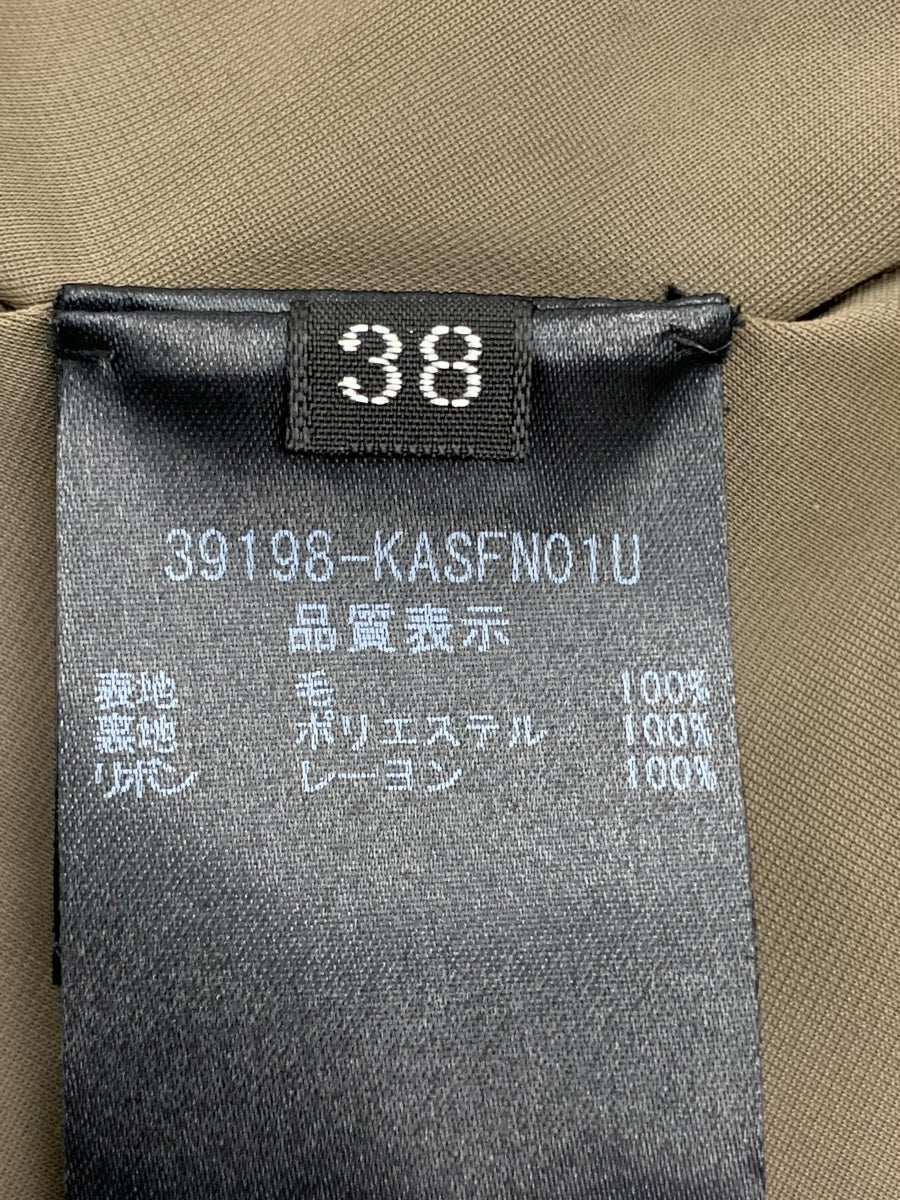 38
39198-KASFN01U
品質表示
表地 毛 100%
裏地 ポリエステル 100%
リボン レーヨン 100%